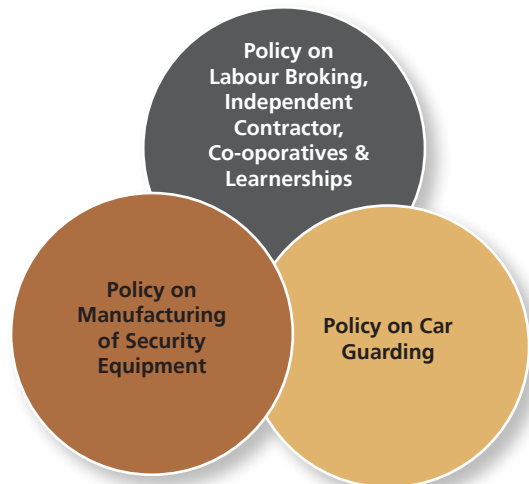 Policy on
Labour Broking,
Independent
Contractor,
Co-oporatives &
Learnerships
Policy on
Manufacturing
of Security
Equipment
Policy on Car
Guarding